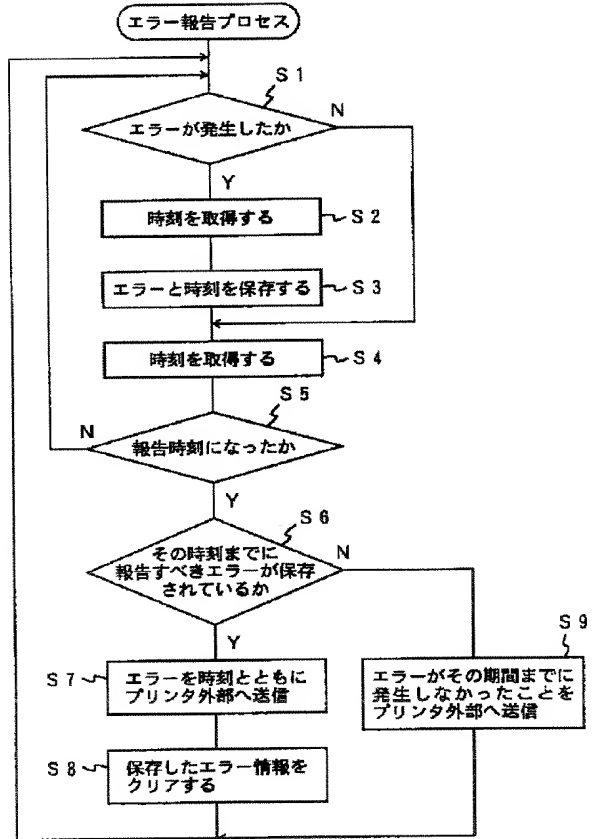 エラー報告プロセス
S1
エラーが発生したか
N
Y
時刻を取得する
S2
エラーと時刻を保存する
S3
時刻を取得する
S4
S5
報告時刻になったか
N
Y
S6
その時刻までに
報告すべきエラーが保存
されているか
N
Y
S7
エラーを時刻とともに
プリンタ外部へ送信
S9
エラーがその期間までに
発生しなかったことを
プリンタ外部へ送信
S8
保存したエラー情報を
クリアする